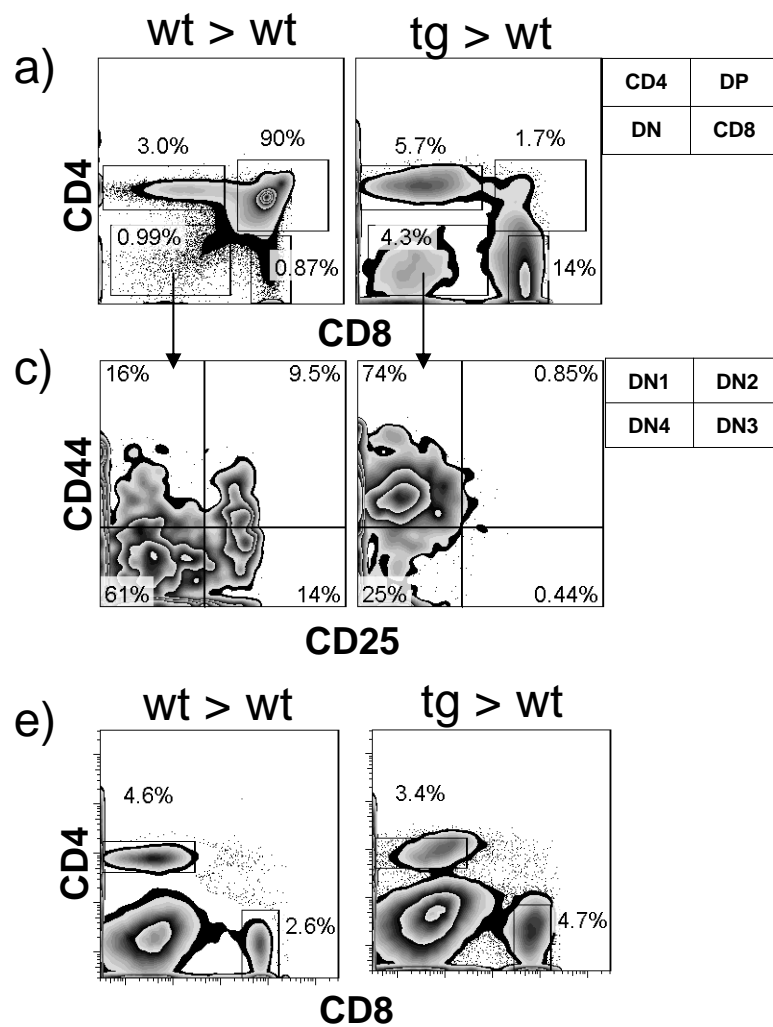 wt > wt tg > wt
a)
CD4 DP
DN CD8
3.0% 90% 5.7% 1.7%
CD4
0.99% 0.87% 4.3% 14%
CD8
c)
16% 9.5% 74% 0.85%
DN1 DN2
DN4 DN3
CD44
61% 14% 25% 0.44%
CD25
wt > wt tg > wt
e)
4.6% 3.4%
CD4
2.6% 4.7%
CD8